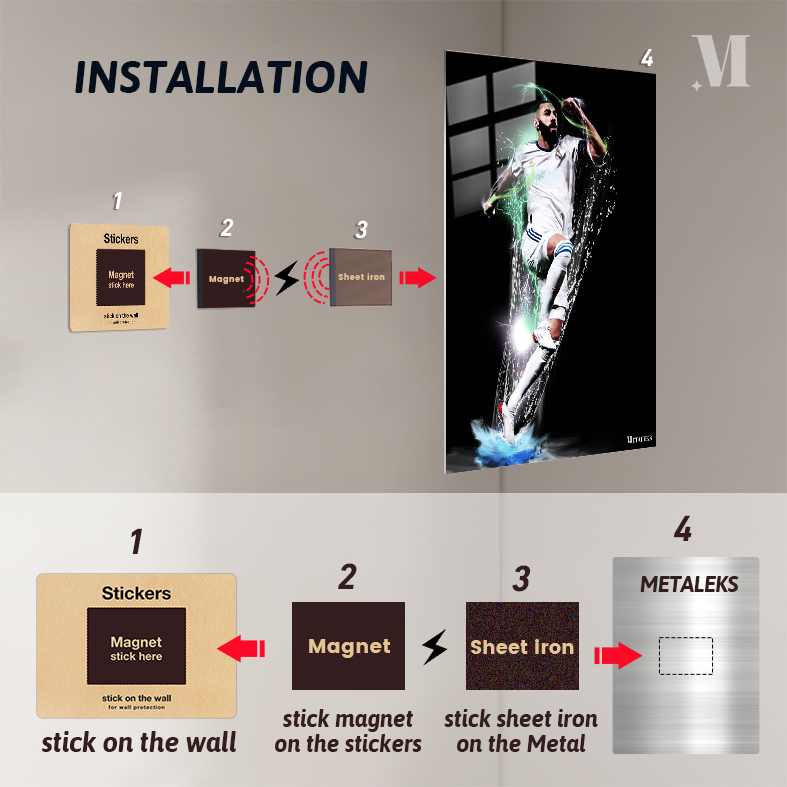 INSTALLATION
4
M
1
2
3
Stickers
Magnet
stick here
stick on the wall
for wall protection
Magnet
Sheet iron
METALEKS
1
2
3
4
Stickers
Magnet
stick here
stick on the wall
for wall protection
Magnet
Sheet iron
METALEKS
stick on the wall
stick magnet
on the stickers
stick sheet iron
on the Metal